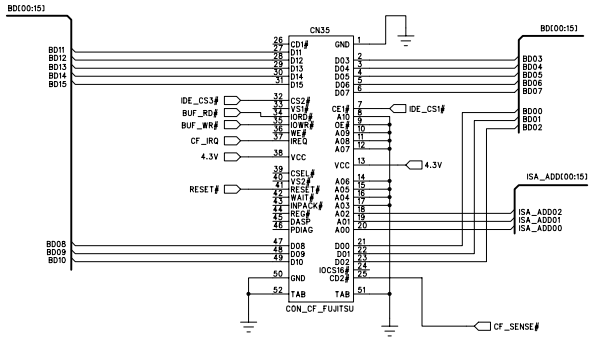 BD[00:15]
CN35
BD[00:15]
BD11
BD12
BD13
BD14
BD15
26 CD1#
27 D11
28 D12
29 D13
30 D14
31 D15
GND 1
D03 2
D04 3
D05 4
D06 5
D07 6
BD03
BD04
BD05
BD06
BD07
IDE_CS3#
BUF_RD#
BUF_WR#
CF_IRQ
4.3V
RESET#
32 CS2#
33 VS1#
34 IORD#
35 IOWR#
36 WE#
37 IREQ
38 VCC
39 CSEL#
40 VS2#
41 RESET#
42 WAIT#
43 INPACK#
44 REG#
45 DASP
46 PDIAG
CE1# 7
A10 8
OE# 9
A09 10
A08 11
A07 12
VCC 13
A06 14
A05 15
A04 16
A03 17
A02 18
A01 19
A00 20
IDE_CS1#
4.3V
BD00
BD01
BD02
ISA_ADD[00:15]
ISA_ADD02
ISA_ADD01
ISA_ADD00
BD08
BD09
BD10
47 D08
48 D09
49 D10
50 GND
52 TAB
D00 21
D01 22
D02 23
IOCS16# 24
CD2# 25
TAB 51
CON_CF_FUJITSU
CF_SENSE#